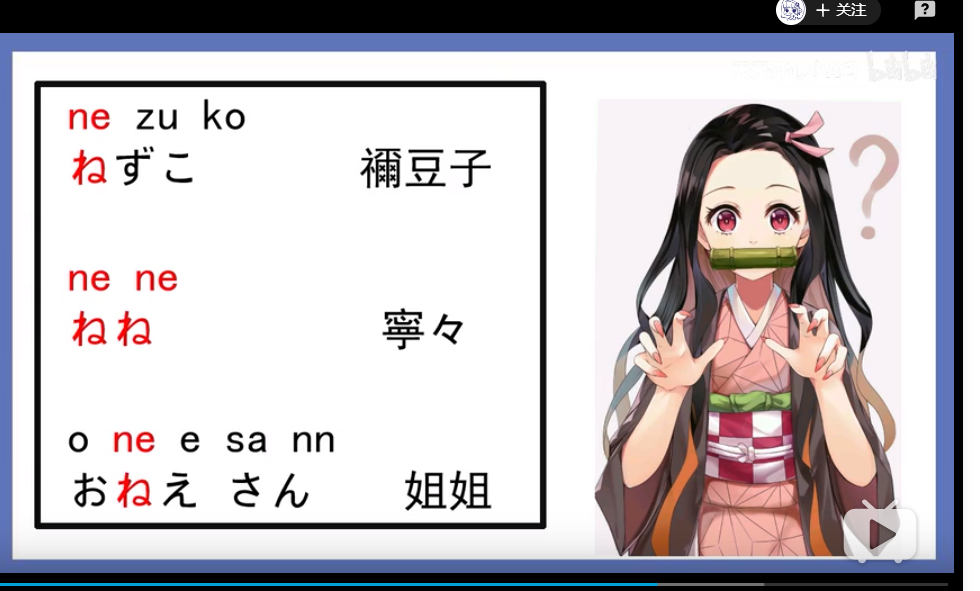 + 关注
?
ne zu ko
ねずこ 禰豆子
ne ne
ねね 寧々
o ne e sa nn
おねえ さん 姐姐
?